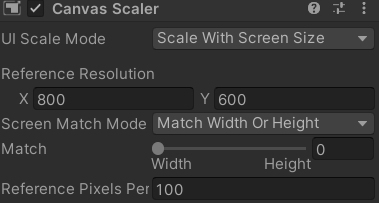 Canvas Scaler
UI Scale Mode Scale With Screen Size
Reference Resolution
X 800 Y 600
Screen Match Mode Match Width Or Height
Match 0
Width Height
Reference Pixels Per 100